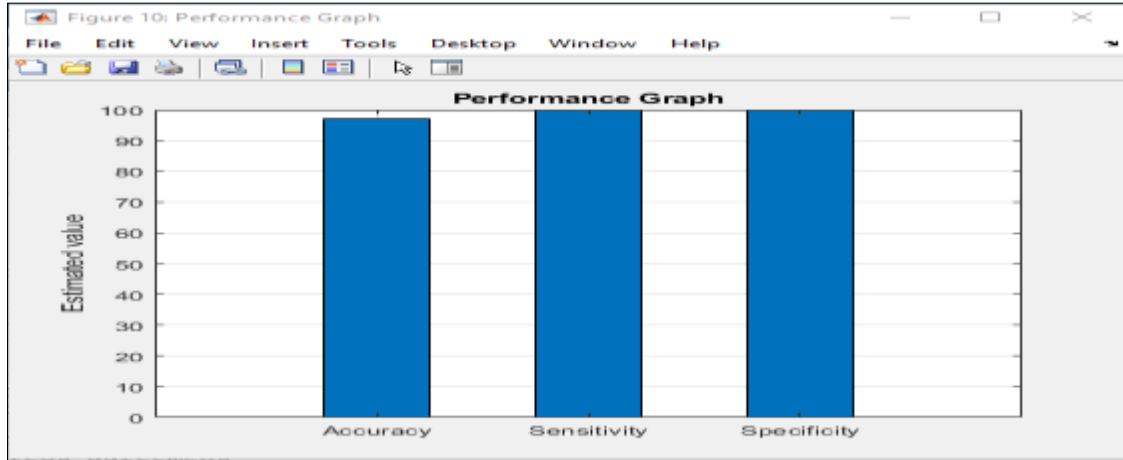 Figure 10: Performance Graph
File Edit View Insert Tools Desktop Window Help
Performance Graph
100
90
80
70
60
50
40
30
20
10
0
Estimated value
Accuracy Sensitivity Specificity